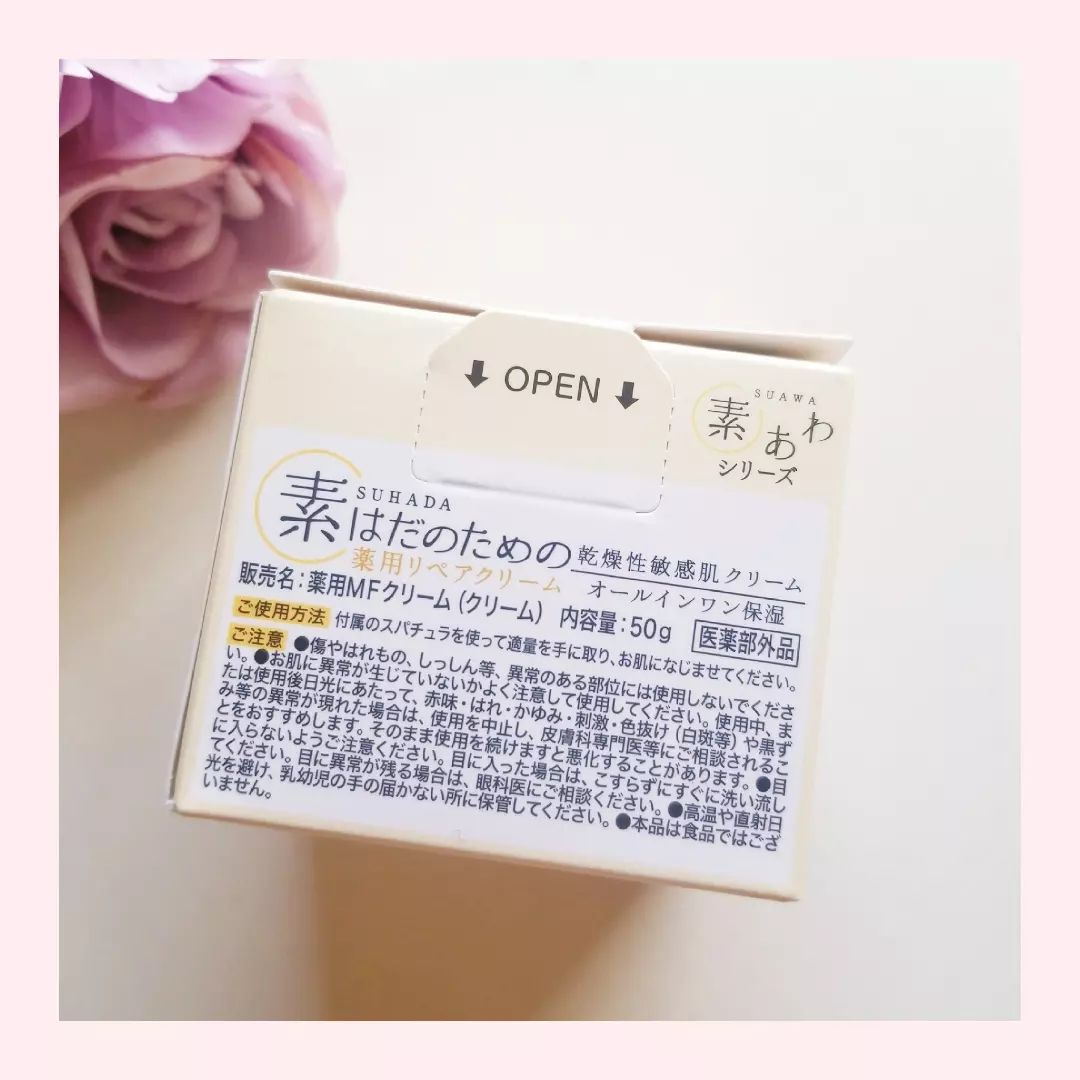 OPEN
SUAWA
素あわ
シリーズ
SUHADA
素はだのための
薬用リペアクリーム
乾燥性敏感肌クリーム
オールインワン保湿
販売名:薬用MFクリーム(クリーム) 内容量:50g 医薬部外品
ご使用方法 付属のスパチュラを使って適量を手に取り、お肌になじませてください。
ご注意 ●傷やはれもの、しっしん等、異常のある部位には使用しないでくださ
い。●お肌に異常が生じていないかよく注意して使用してください。使用中、ま
たは使用後日光にあたって、赤味・はれ・かゆみ・刺激・色抜け(白斑等)や黒ず
み等の異常が現れた場合は、使用を中止し、皮膚科専門医等にご相談されるこ
とをおすすめします。そのまま使用を続けますと悪化することがあります。●目
に入らないようご注意ください。目に入った場合は、こすらずにすぐに洗い流し
てください。目に異常が残る場合は、眼科医にご相談ください。●高温や直射日
光を避け、乳幼児の手の届かない所に保管してください。●本品は食品ではござ
いません。